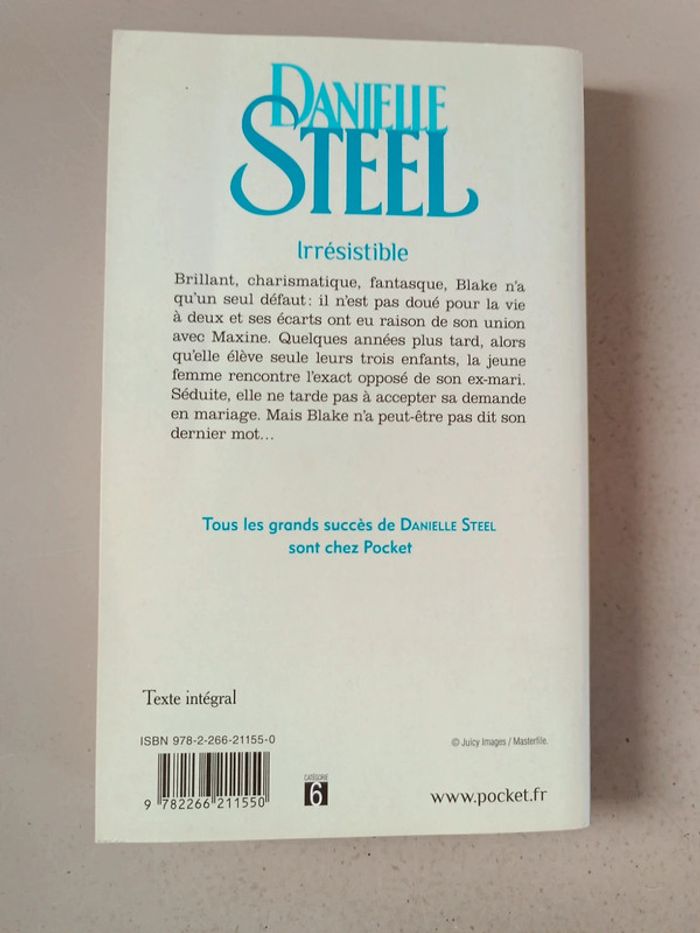 DANIELLE
STEEL
Irrésistible
Brillant, charismatique, fantasque, Blake n'a
qu'un seul défaut : il n'est pas doué pour la vie
à deux et ses écarts ont eu raison de son union
avec Maxine. Quelques années plus tard, alors
qu'elle élève seule leurs trois enfants, la jeune
femme rencontre l'exact opposé de son ex-mari.
Séduite, elle ne tarde pas à accepter sa demande
en mariage. Mais Blake n'a peut-être pas dit son
dernier mot…
Tous les grands succès de DANIELLE STEEL
sont chez Pocket
Texte intégral
ISBN 978-2-266-21155-0
© Juicy Images / Masterfile.
9 782266 211550
CATÉGORIE
6
www.pocket.fr